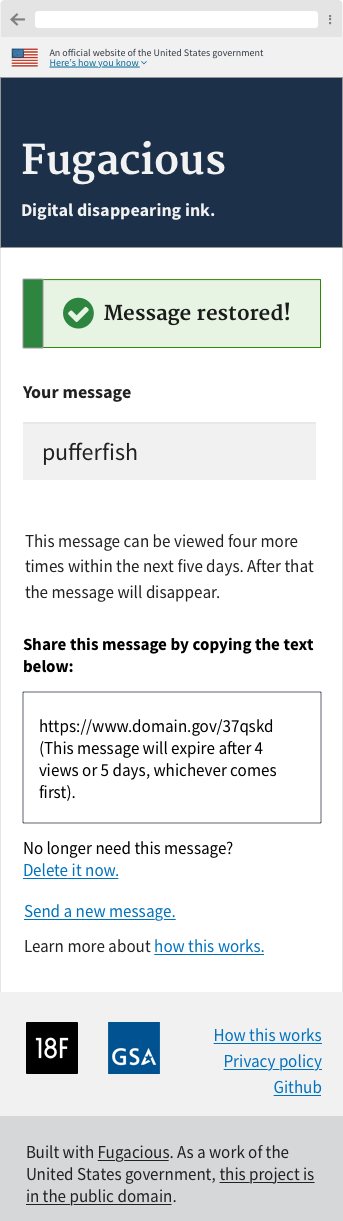 An official website of the United States government
Here's how you know
Fugacious
Digital disappearing ink.
Message restored!
Your message
pufferfish
This message can be viewed four more
times within the next five days. After that
the message will disappear.
Share this message by copying the text
below:
https://www.domain.gov/37qskd
(This message will expire after 4
views or 5 days, whichever comes
first).
No longer need this message?
Delete it now.
Send a new message.
Learn more about how this works.
18F
GSA
How this works
Privacy policy
Github
Built with Fugacious. As a work of the
United States government, this project is
in the public domain.